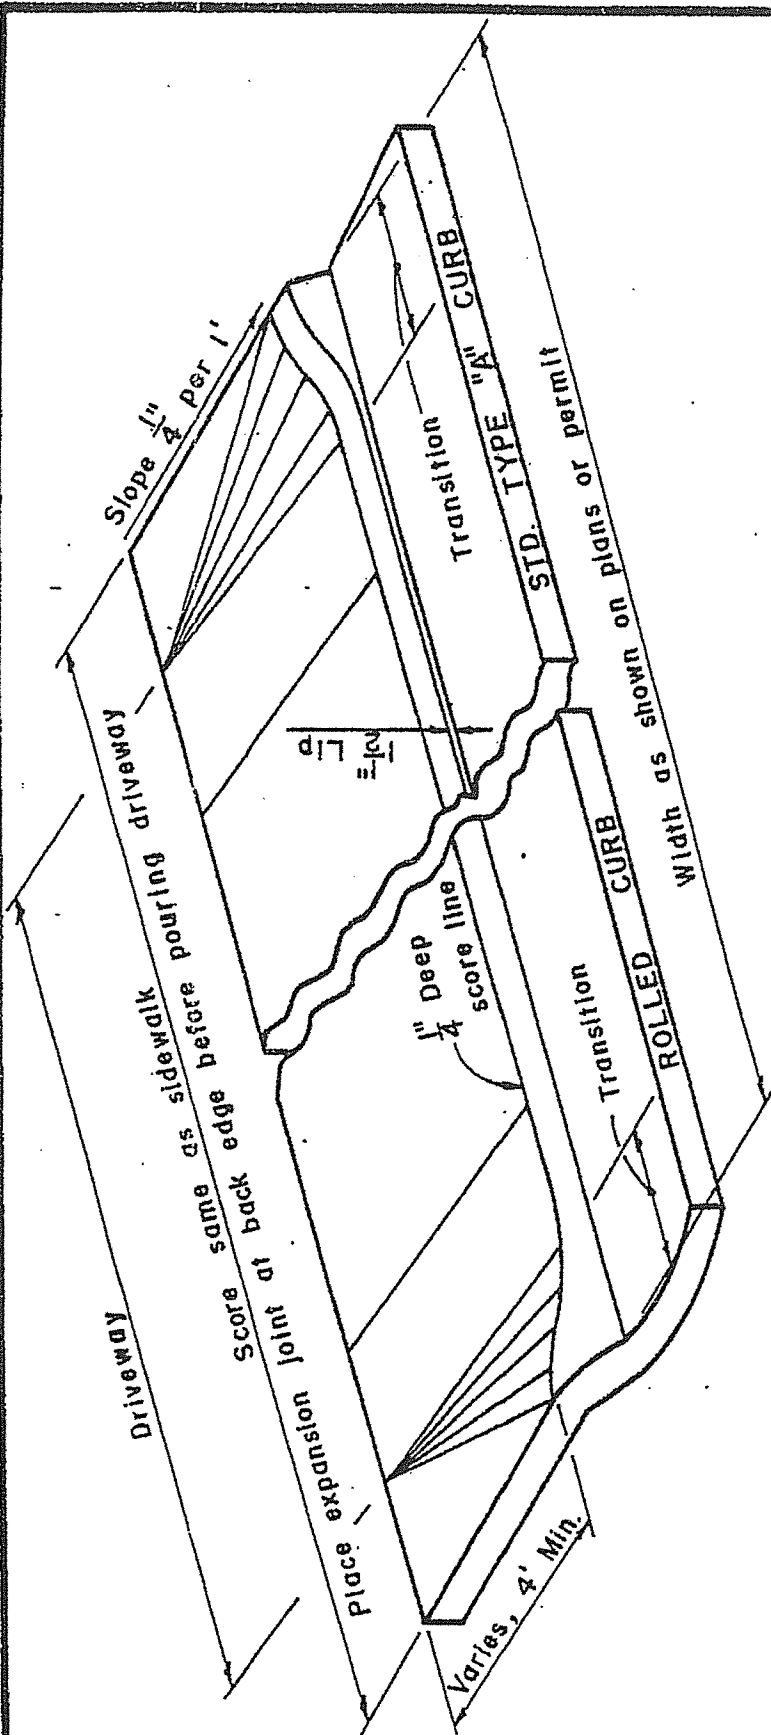 Driveway
Score same as sidewalk
Place expansion joint at back edge before pouring driveway
Slope 1/4" per 1'
1/2" Lip
1/4" Deep
score line
Transition
STD. TYPE "A" CURB
Transition
ROLLED CURB
Varies, 4' Min.
Width as shown on plans or permit